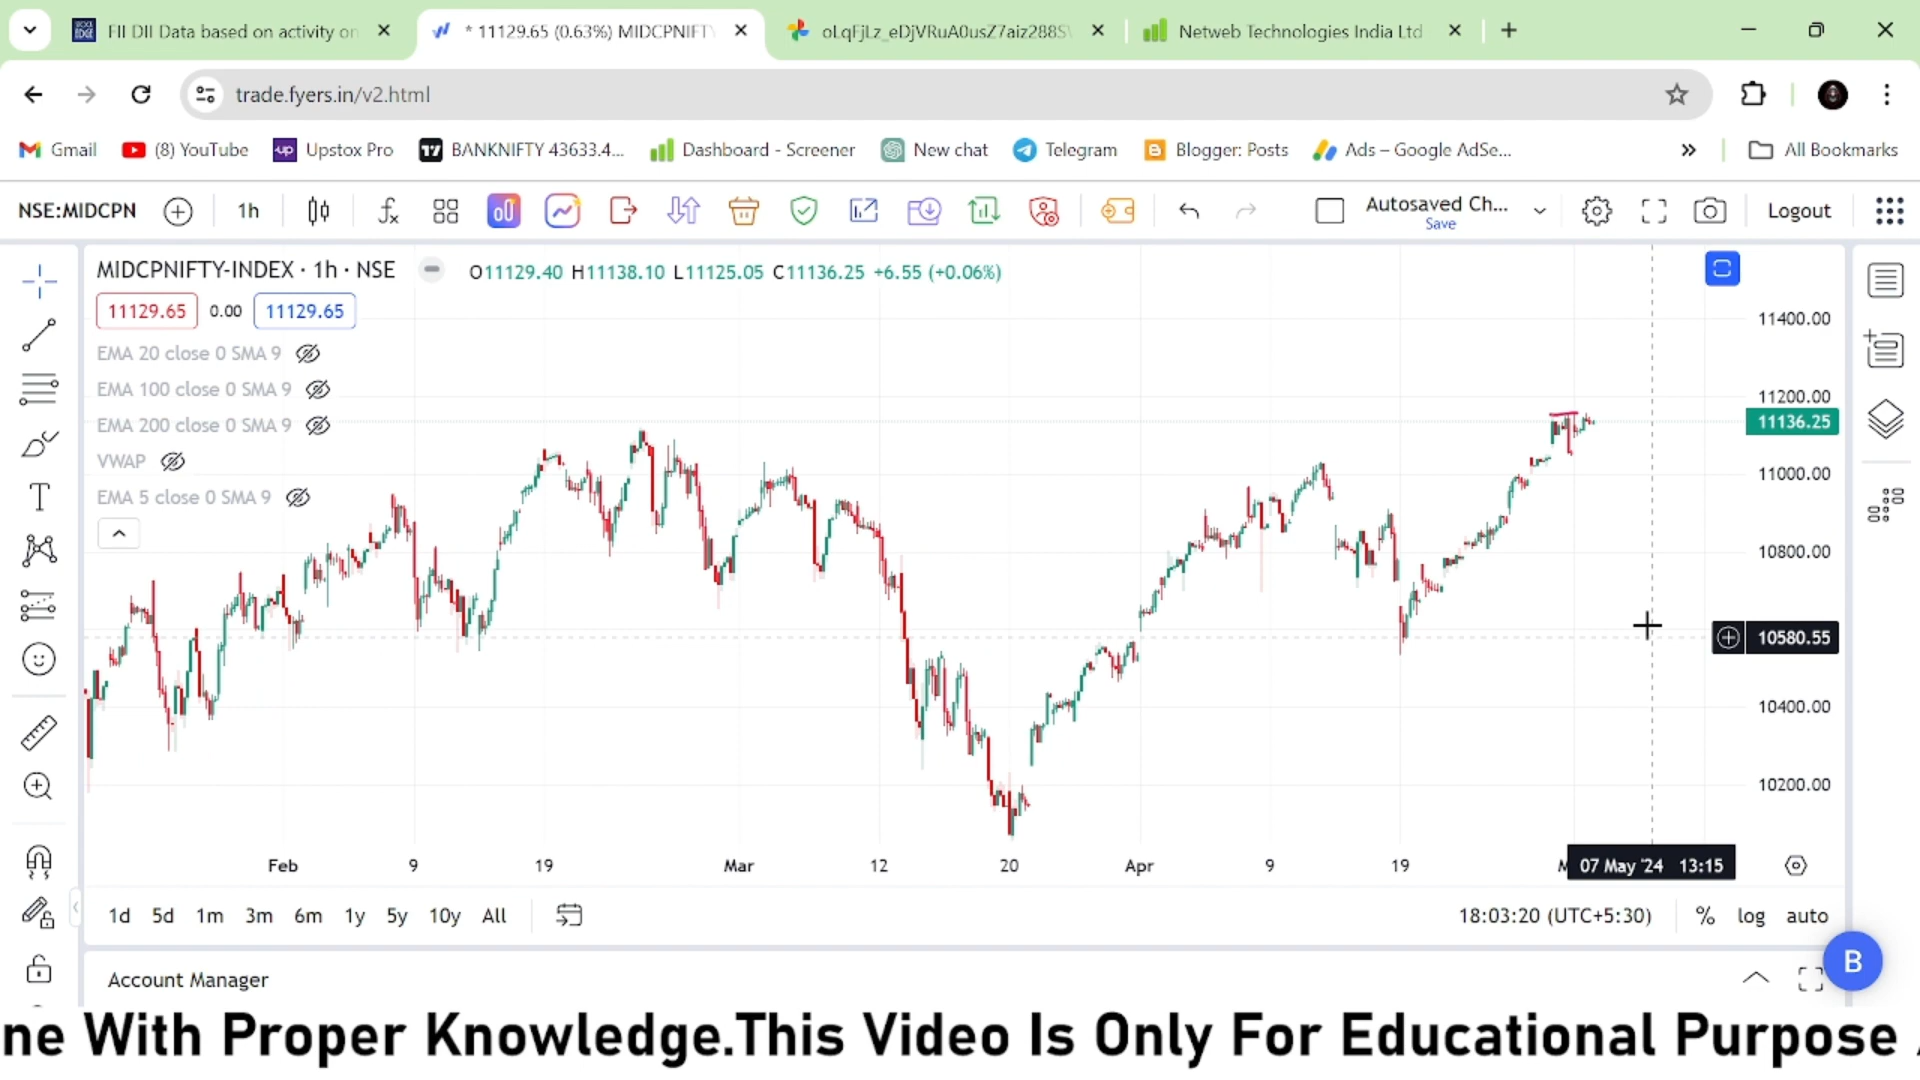 FII DII Data based on activity on
* 11129.65 (0.63%) MIDCPNIFTY
oLqFjLz_eDjVRuA0usZ7aiz288S
Netweb Technologies India Ltd
trade.fyers.in/v2.html
Gmail
(8) YouTube
Upstox Pro
BANKNIFTY 43633.4...
Dashboard - Screener
New chat
Telegram
Blogger: Posts
Ads – Google AdSe...
All Bookmarks
NSE:MIDCPN
1h
Autosaved Ch...
Save
Logout
MIDCPNIFTY-INDEX · 1h · NSE
O11129.40 H11138.10 L11125.05 C11136.25 +6.55 (+0.06%)
11129.65 0.00 11129.65
EMA 20 close 0 SMA 9
EMA 100 close 0 SMA 9
EMA 200 close 0 SMA 9
VWAP
EMA 5 close 0 SMA 9
11400.00
11200.00
11136.25
11000.00
10800.00
10580.55
10400.00
10200.00
Feb 9 19 Mar 12 20 Apr 9 19 07 May '24 13:15
1d 5d 1m 3m 6m 1y 5y 10y All
18:03:20 (UTC+5:30) % log auto
Account Manager
B
ne With Proper Knowledge.This Video Is Only For Educational Purpose